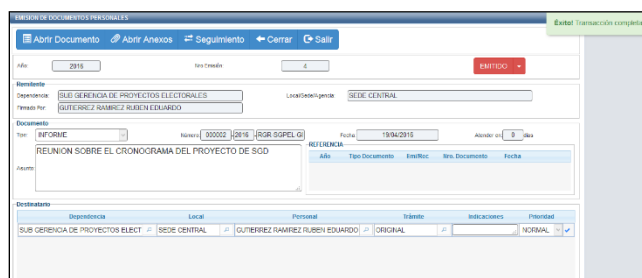 EMISION DE DOCUMENTOS PERSONALES
Éxito! Transacción completa
Abrir Documento Abrir Anexos Seguimiento Cerrar Salir
Año 2015 Nro Emisión 4 EMITIDO
Remitente
Dependencia: SUB GERENCIA DE PROYECTOS ELECTORALES Local/Sede/Agencia: SEDE CENTRAL
Firmado Por: GUTIERREZ RAMIREZ RUBEN EDUARDO
Documento
Tipo: INFORME Número: 000002 -2015 -RGR-SGPEL-GI Fecha: 19/04/2015 Atender en: 0 días
REFERENCIA
Año Tipo Documento Emi/Rec Nro. Documento Fecha
Asunto: REUNION SOBRE EL CRONOGRAMA DEL PROYECTO DE SGD
Destinatario
Dependencia Local Personal Trámite Indicaciones Prioridad
SUB GERENCIA DE PROYECTOS ELECT SEDE CENTRAL GUTIERREZ RAMIREZ RUBEN EDUARDO ORIGINAL NORMAL